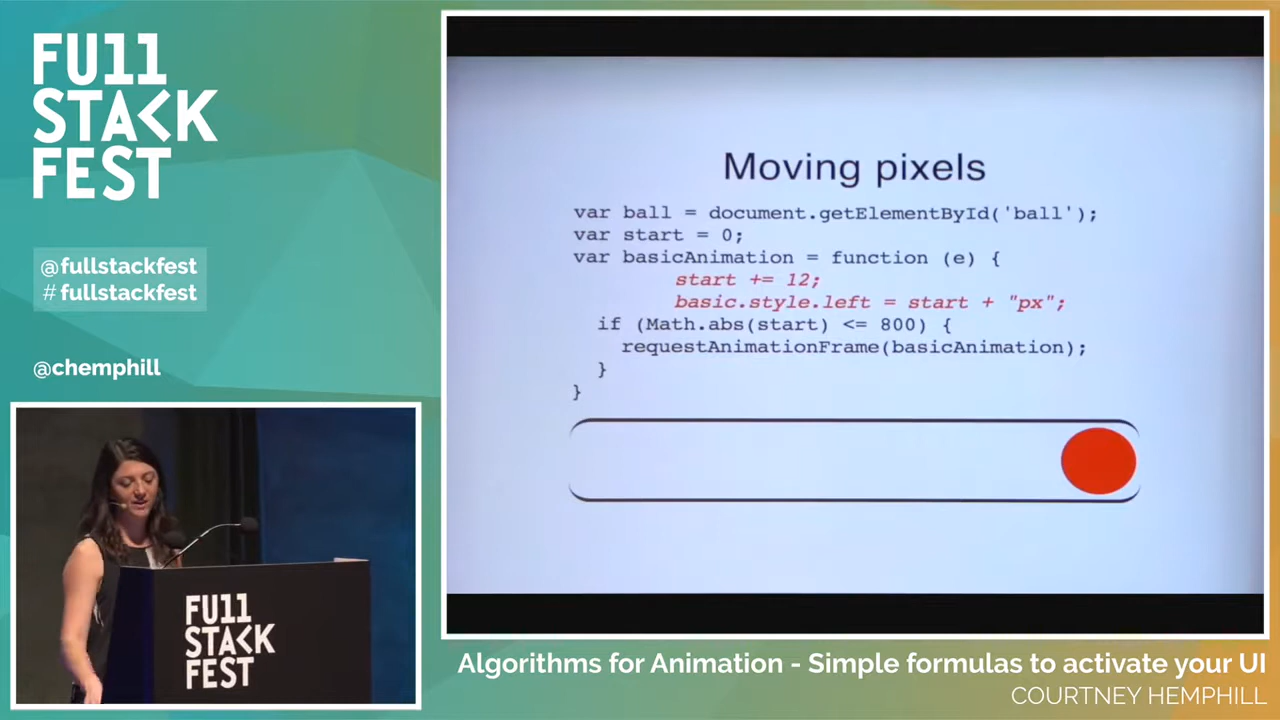 FULL
STACK
FEST
@fullstackfest
# fullstackfest
@chemphill
FULL
STACK
FEST
Moving pixels
var ball = document.getElementById('ball');
var start = 0;
var basicAnimation = function (e) {
start += 12;
basic.style.left = start + "px";
if (Math.abs(start) <= 800) {
requestAnimationFrame(basicAnimation);
}
}
Algorithms for Animation - Simple formulas to activate your UI
COURTNEY HEMPHILL